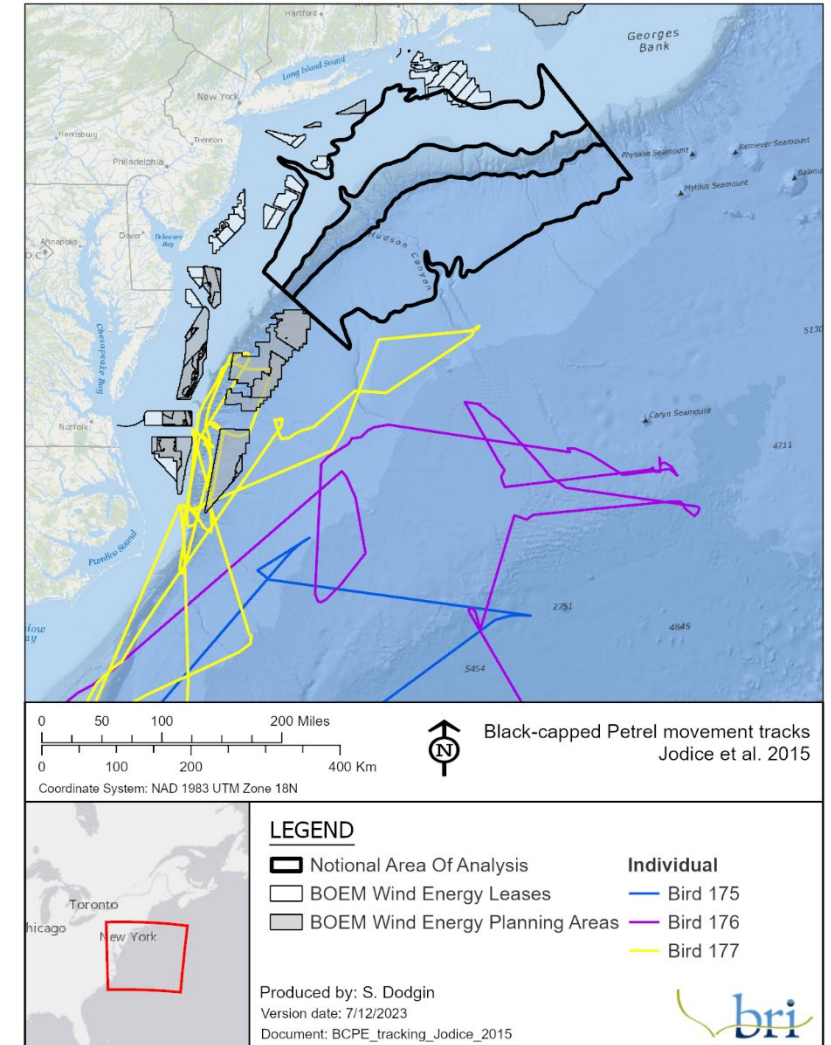 Hartford
Georges
Bank
Long Island Sound
New York
Harrisburg
Trenton
Philadelphia
Physalia Seamount
Retriever Seamount
Mytilus Seamount
Balanus
Annapolis
D.C.
Dover
Delaware
Bay
Hudson Canyon
Chesapeake Bay
5130
Norfolk
Caryn Seamount
4711
Pamlico Sound
2751
4845
5454
0 50 100 200 Miles
0 100 200 400 Km
Coordinate System: NAD 1983 UTM Zone 18N
N
Black-capped Petrel movement tracks
Jodice et al. 2015
Toronto
hicago
New York
LEGEND
Notional Area Of Analysis
BOEM Wind Energy Leases
BOEM Wind Energy Planning Areas
Individual
Bird 175
Bird 176
Bird 177
Produced by: S. Dodgin
Version date: 7/12/2023
Document: BCPE_tracking_Jodice_2015
bri